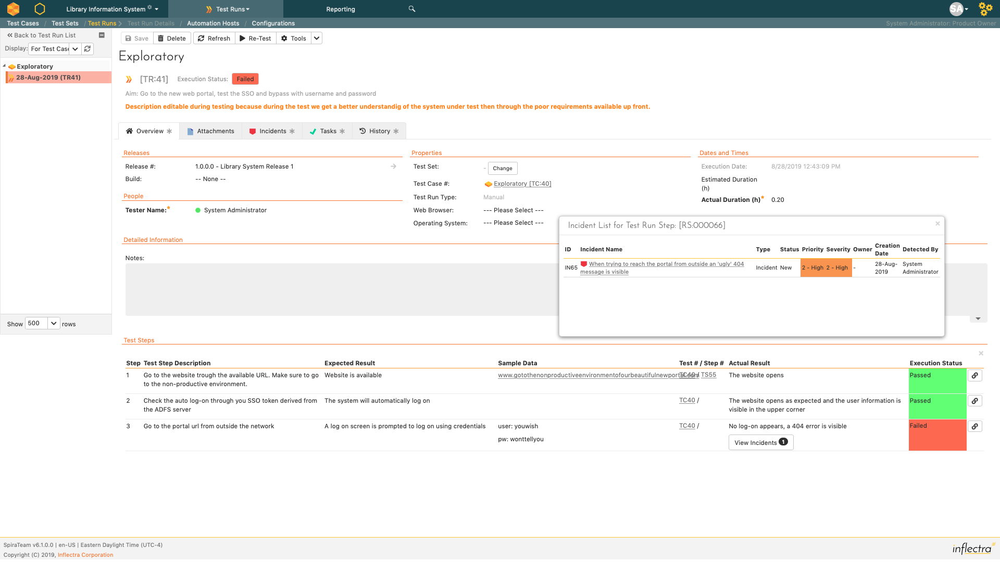 Library Information System
Test Runs
Reporting
SA
Test Cases / Test Sets / Test Runs Test Run Details / Automation Hosts / Configurations
System Administrator: Product Owner
Back to Test Run List
Display: For Test Case
Exploratory
28-Aug-2019 (TR41)
Show 500 rows
Save Delete Refresh Re-Test Tools
Exploratory
[TR:41] Execution Status: Failed
Aim: Go to the new web portal, test the SSO and bypass with username and password
Description editable during testing because during the test we get a better understandig of the system under test then through the poor requirements available up front.
Overview Attachments Incidents Tasks History
Releases
Release #: 1.0.0.0 - Library System Release 1
Build: -- None --
People
Tester Name: System Administrator
Properties
Test Set: - Change
Test Case #: Exploratory [TC:40]
Test Run Type: Manual
Web Browser: --- Please Select ---
Operating System: --- Please Select ---
Dates and Times
Execution Date: 8/28/2019 12:43:09 PM
Estimated Duration
(h)
Actual Duration (h) 0.20
Detailed Information
Notes:
Incident List for Test Run Step: [RS:000066]
ID Incident Name Type Status Priority Severity Owner Creation Date Detected By
IN65 When trying to reach the portal from outside an 'ugly' 404 message is visible Incident New 2 - High 2 - High - 28-Aug-2019 System Administrator
Test Steps
Step Test Step Description Expected Result Sample Data Test # / Step # Actual Result Execution Status
1 Go to the website trough the available URL. Make sure to go to the non-productive environment. Website is available www.gotothenonproductiveenvironmentofourbeautifulnewportal.com TC40 / TS55 The website opens Passed
2 Check the auto log-on through you SSO token derived from the ADFS server The system will automatically log on TC40 / The website opens as expected and the user information is visible in the upper corner Passed
3 Go to the portal url from outside the network A log on screen is prompted to log on using credentials user: youwish TC40 / No log-on appears, a 404 error is visible Failed
pw: wonttellyou
View Incidents 1
SpiraTeam v6.1.0.0 | en-US | Eastern Daylight Time (UTC-4)
Copyright (C) 2019, Inflectra Corporation
inflectra